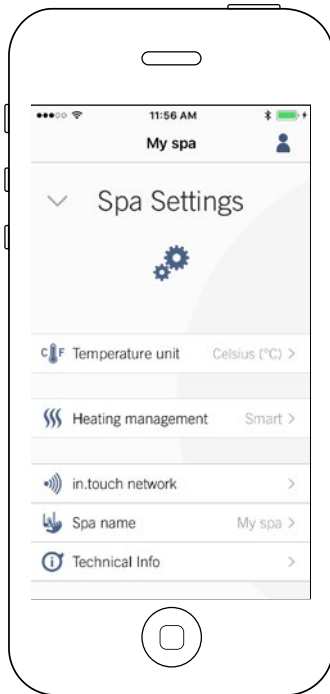 11:56 AM
My spa
Spa Settings
C F Temperature unit Celsius (°C) >
Heating management Smart >
in.touch network >
Spa name My spa >
Technical Info >